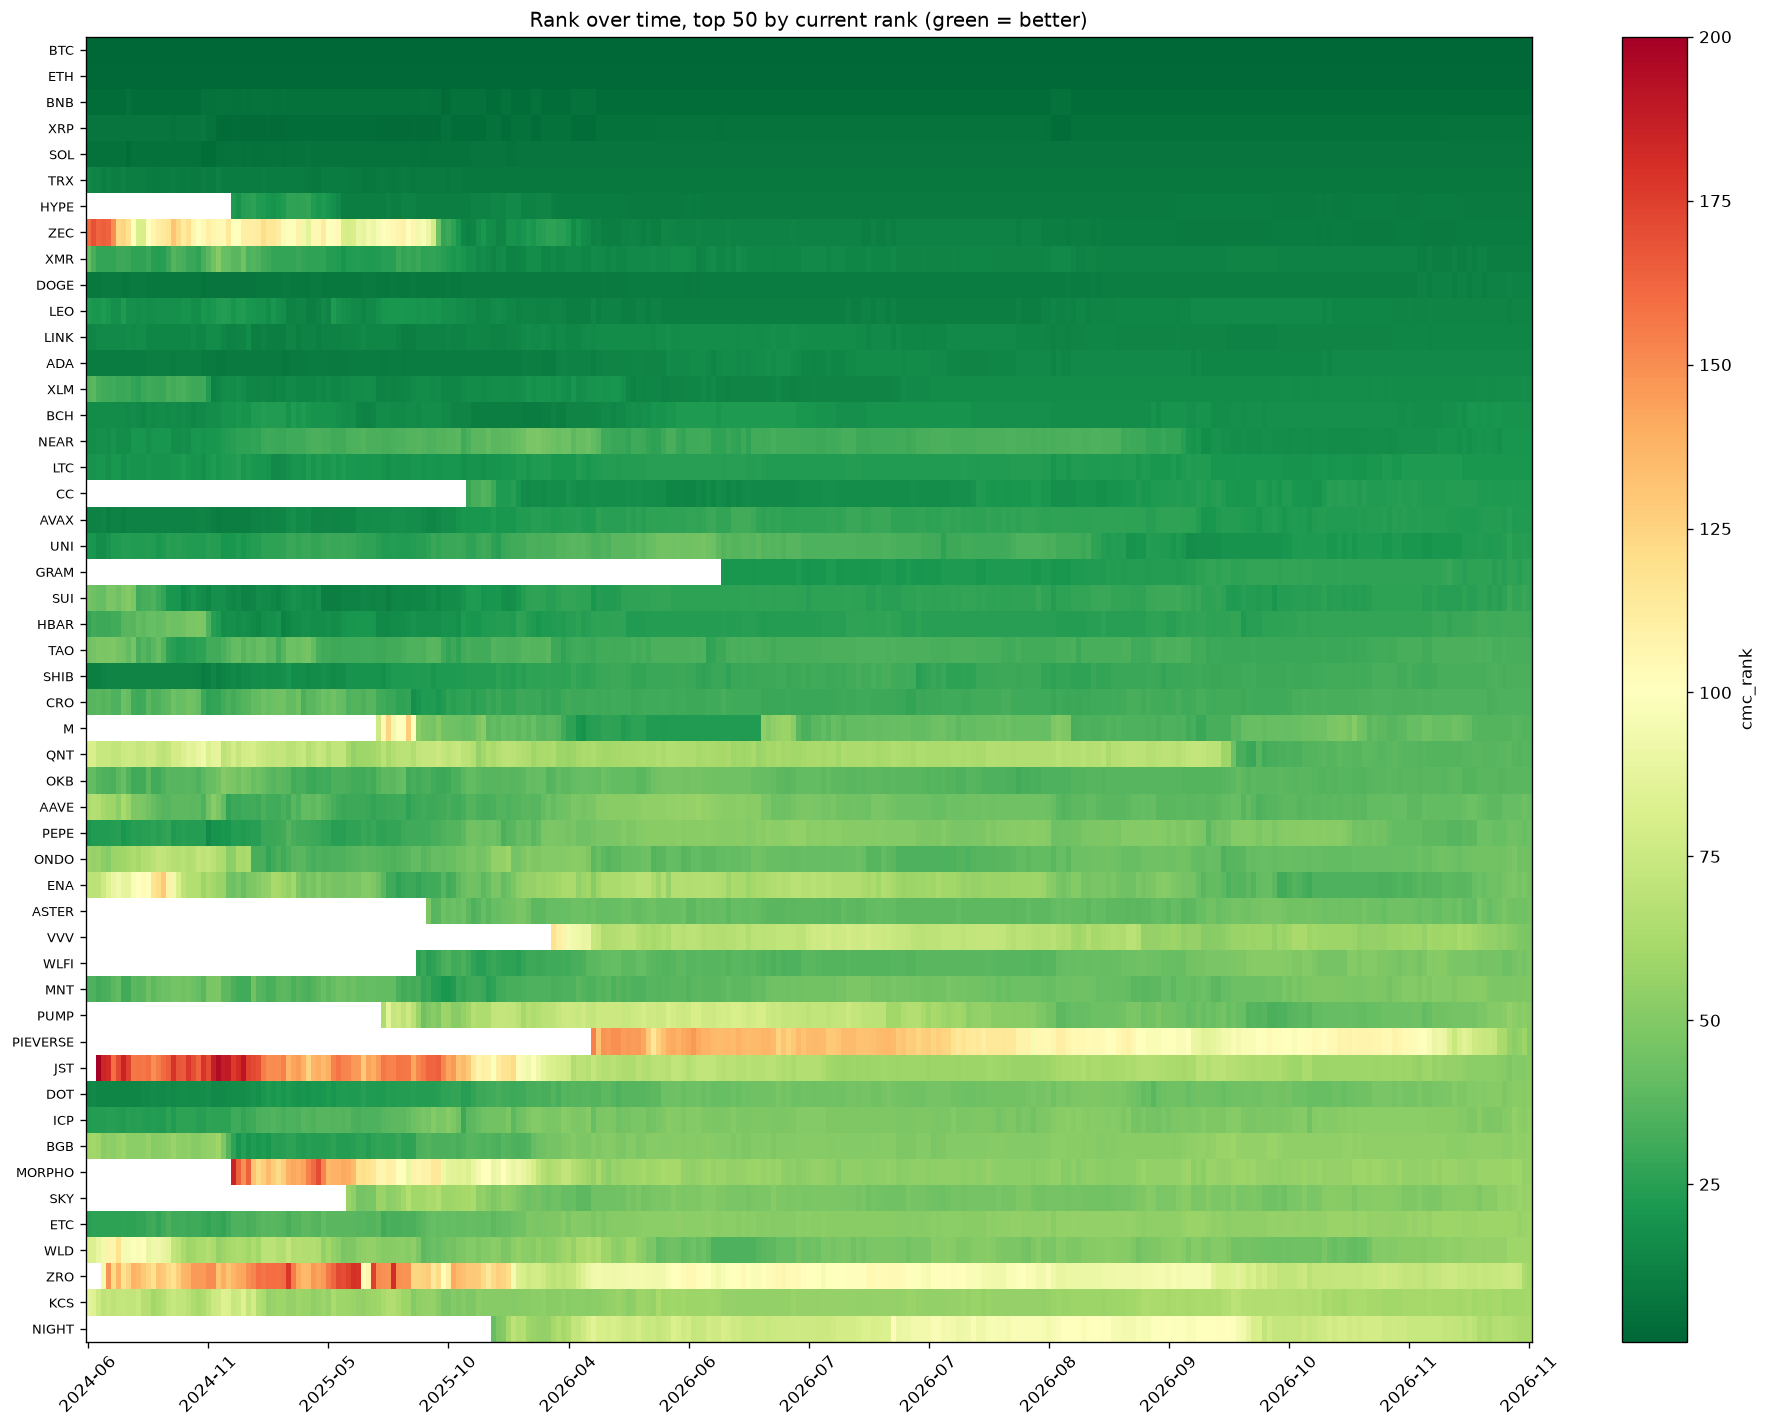 Rank over time, top 50 by current rank (green = better)
BTC
ETH
BNB
XRP
SOL
TRX
HYPE
ZEC
XMR
DOGE
LEO
LINK
ADA
XLM
BCH
NEAR
LTC
CC
AVAX
UNI
GRAM
SUI
HBAR
TAO
SHIB
CRO
M
QNT
OKB
AAVE
PEPE
ONDO
ENA
ASTER
VVV
WLFI
MNT
PUMP
PIEVERSE
JST
DOT
ICP
BGB
MORPHO
SKY
ETC
WLD
ZRO
KCS
NIGHT
2024-06
2024-11
2025-05
2025-10
2026-04
2026-06
2026-07
2026-07
2026-08
2026-09
2026-10
2026-11
2026-11
200
175
150
125
100
75
50
25
cmc_rank